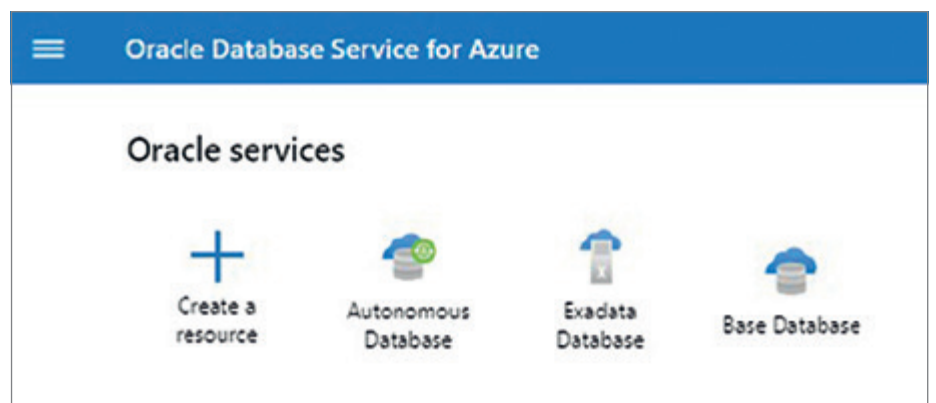 Oracle Database Service for Azure
Oracle services
Create a
resource
Autonomous
Database
Exadata
Database
Base Database